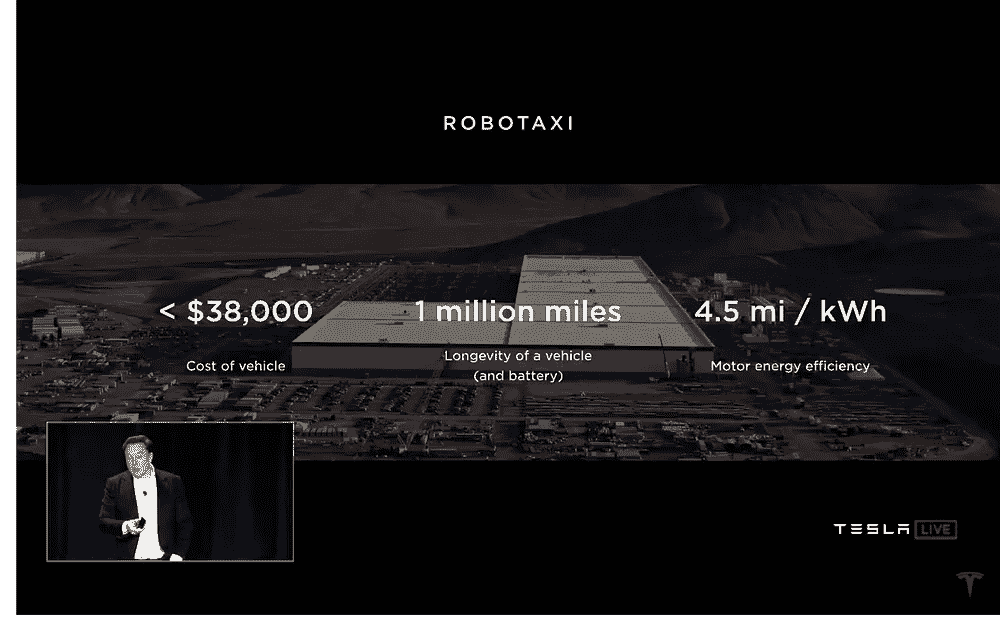 ROBOTAXI
< $38,000
Cost of vehicle
1 million miles
Longevity of a vehicle
(and battery)
4.5 mi / kWh
Motor energy efficiency
TESLA LIVE